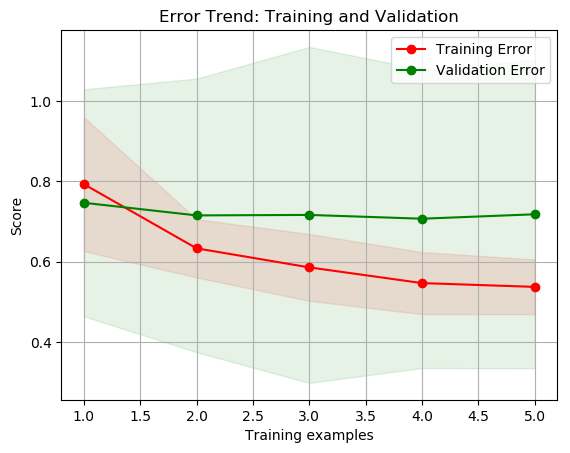 Error Trend: Training and Validation
Training Error
Validation Error
1.0
0.8
0.6
0.4
Score
1.0 1.5 2.0 2.5 3.0 3.5 4.0 4.5 5.0
Training examples